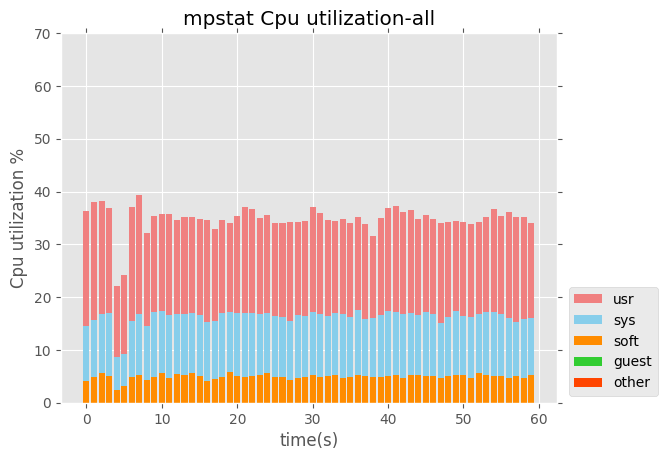 mpstat Cpu utilization-all
70
60
50
40
30
20
10
0
Cpu utilization %
0 10 20 30 40 50 60
time(s)
usr
sys
soft
guest
other